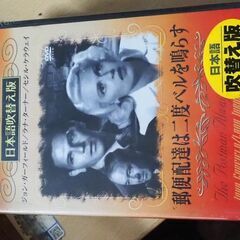 日本語吹替え版
ジョン・ガーフィールド/ラナ・ターナー/セシル・ケラウェイ
DVD
郵便配達は二度ベルを鳴らす
日本語
吹替え版
The Postman Always